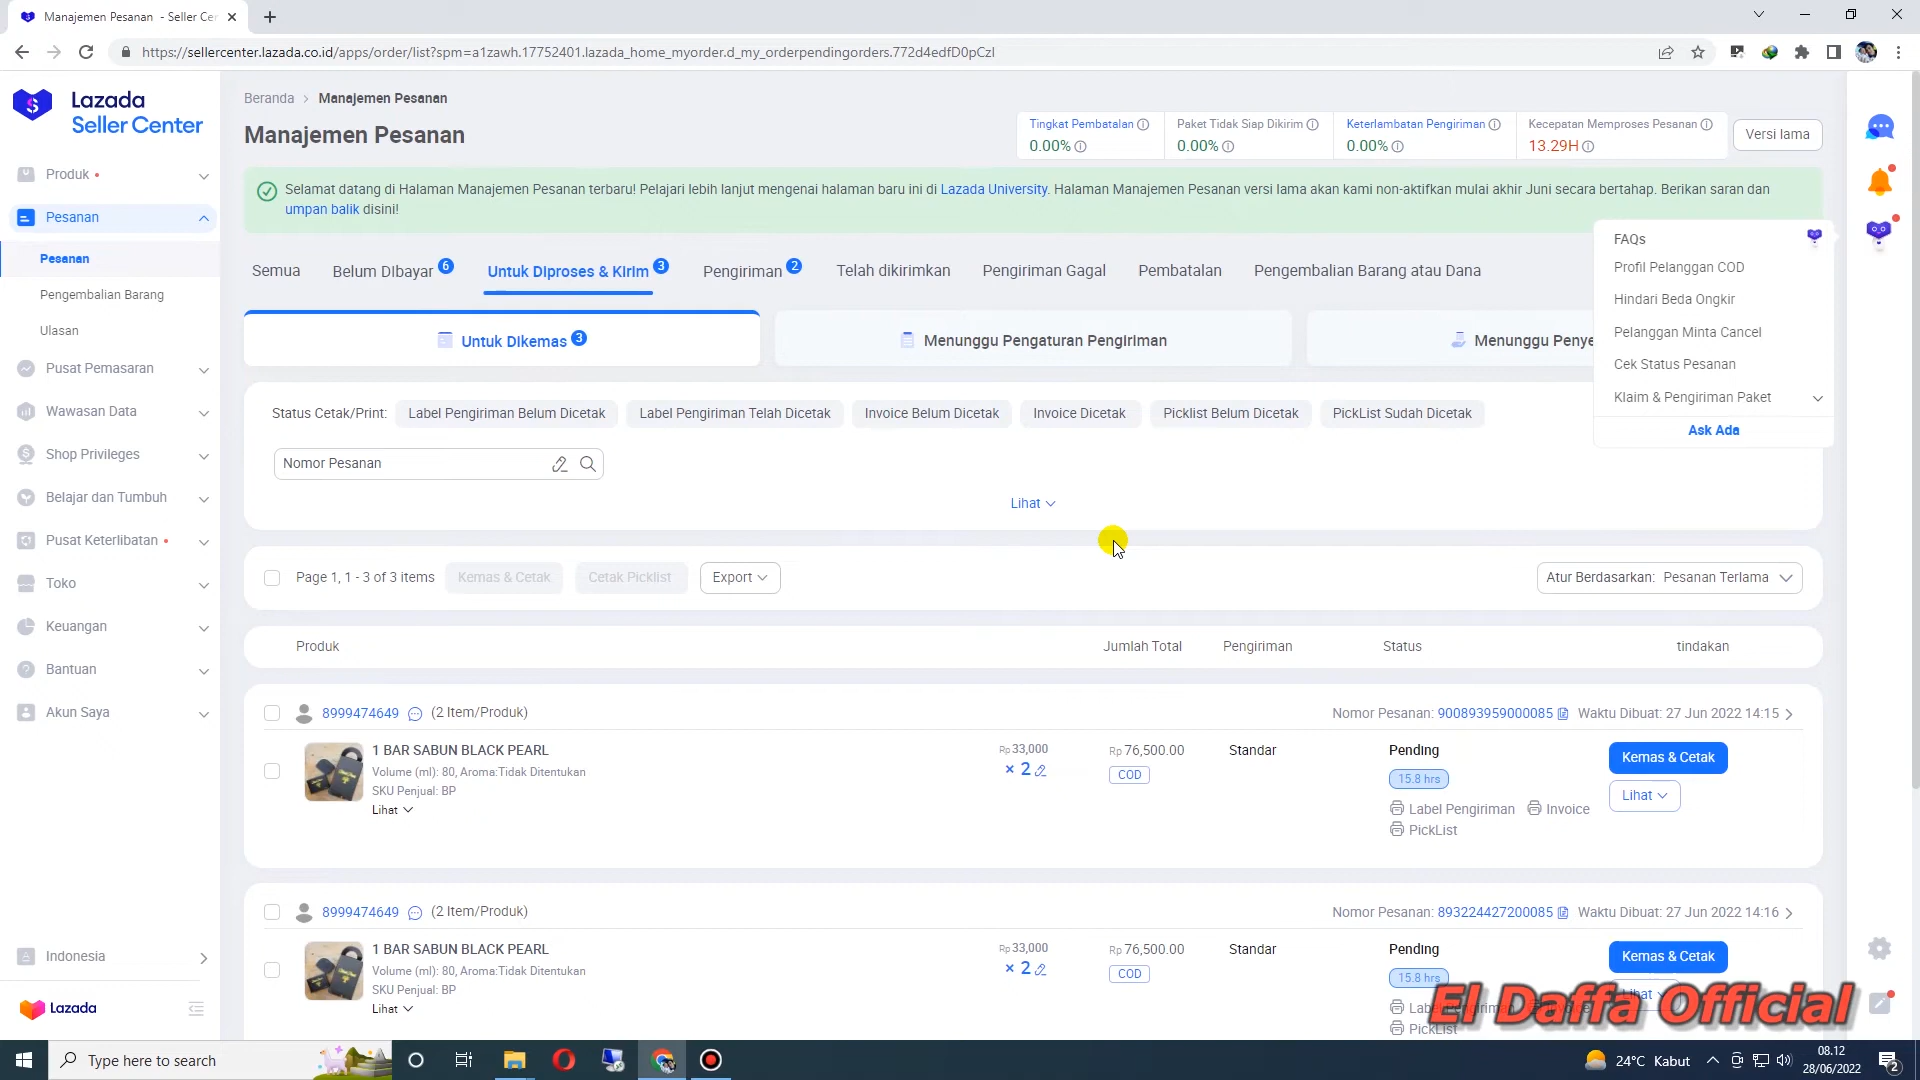 Manajemen Pesanan - Seller Cer
https://sellercenter.lazada.co.id/apps/order/list?spm=a1zawh.17752401.lazada_home_myorder.d_my_orderpendingorders.772d4edfD0pCzl
Lazada
Seller Center
Produk
Pesanan
Pesanan
Pengembalian Barang
Ulasan
Pusat Pemasaran
Wawasan Data
Shop Privileges
Belajar dan Tumbuh
Pusat Keterlibatan
Toko
Keuangan
Bantuan
Akun Saya
Indonesia
Lazada
Beranda > Manajemen Pesanan
Manajemen Pesanan
Tingkat Pembatalan
0.00%
Paket Tidak Siap Dikirim
0.00%
Keterlambatan Pengiriman
0.00%
Kecepatan Memproses Pesanan
13.29H
Versi lama
Selamat datang di Halaman Manajemen Pesanan terbaru! Pelajari lebih lanjut mengenai halaman baru ini di Lazada University. Halaman Manajemen Pesanan versi lama akan kami non-aktifkan mulai akhir Juni secara bertahap. Berikan saran dan
umpan balik disini!
FAQs
Profil Pelanggan COD
Hindari Beda Ongkir
Pelanggan Minta Cancel
Cek Status Pesanan
Klaim & Pengiriman Paket
Ask Ada
Semua Belum Dibayar 6 Untuk Diproses & Kirim 3 Pengiriman 2 Telah dikirimkan Pengiriman Gagal Pembatalan Pengembalian Barang atau Dana
Untuk Dikemas 3 Menunggu Pengaturan Pengiriman Menunggu Penye
Status Cetak/Print: Label Pengiriman Belum Dicetak Label Pengiriman Telah Dicetak Invoice Belum Dicetak Invoice Dicetak Picklist Belum Dicetak PickList Sudah Dicetak
Nomor Pesanan
Lihat
Page 1, 1 - 3 of 3 items Kemas & Cetak Cetak Picklist Export Atur Berdasarkan: Pesanan Terlama
Produk Jumlah Total Pengiriman Status tindakan
8999474649 (2 Item/Produk) Nomor Pesanan: 900893959000085 Waktu Dibuat: 27 Jun 2022 14:15
1 BAR SABUN BLACK PEARL Rp 33,000 Rp 76,500.00 Standar Pending Kemas & Cetak
Volume (ml): 80, Aroma:Tidak Ditentukan × 2 COD 15.8 hrs
SKU Penjual: BP Lihat
Lihat Label Pengiriman Invoice
PickList
8999474649 (2 Item/Produk) Nomor Pesanan: 893224427200085 Waktu Dibuat: 27 Jun 2022 14:16
1 BAR SABUN BLACK PEARL Rp 33,000 Rp 76,500.00 Standar Pending Kemas & Cetak
Volume (ml): 80, Aroma:Tidak Ditentukan × 2 COD 15.8 hrs
SKU Penjual: BP Lihat
Lihat Label Pengiriman Invoice
PickList
El Daffa Official
Type here to search
24°C Kabut
08.12
28/06/2022
2